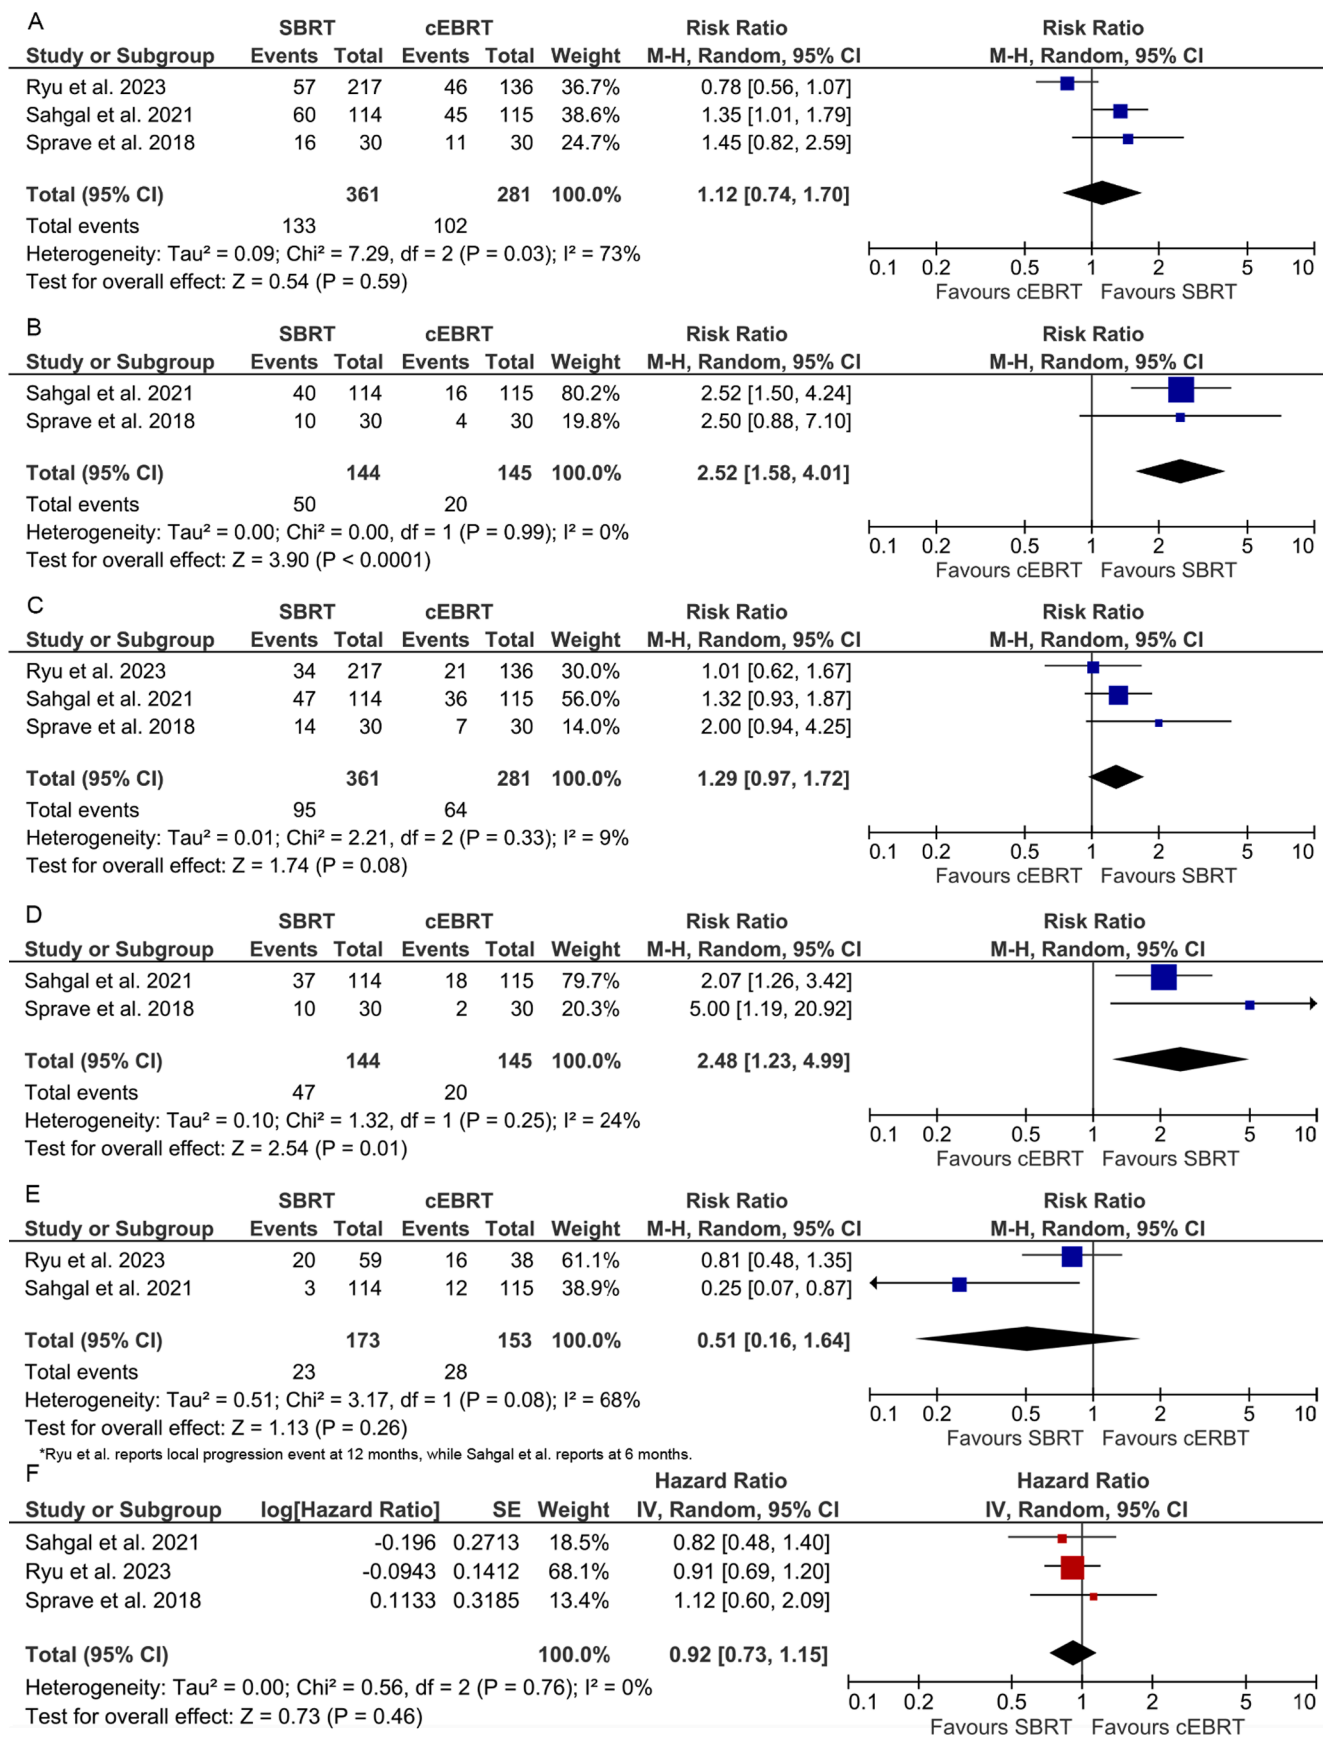 A
SBRT cEBRT Risk Ratio Risk Ratio
Study or Subgroup Events Total Events Total Weight M-H, Random, 95% CI M-H, Random, 95% CI
Ryu et al. 2023 57 217 46 136 36.7% 0.78 [0.56, 1.07]
Sahgal et al. 2021 60 114 45 115 38.6% 1.35 [1.01, 1.79]
Sprave et al. 2018 16 30 11 30 24.7% 1.45 [0.82, 2.59]
Total (95% CI) 361 281 100.0% 1.12 [0.74, 1.70]
Total events 133 102
Heterogeneity: Tau² = 0.09; Chi² = 7.29, df = 2 (P = 0.03); I² = 73%
Test for overall effect: Z = 0.54 (P = 0.59)
0.1 0.2 0.5 1 2 5 10
Favours cEBRT Favours SBRT
B
SBRT cEBRT Risk Ratio Risk Ratio
Study or Subgroup Events Total Events Total Weight M-H, Random, 95% CI M-H, Random, 95% CI
Sahgal et al. 2021 40 114 16 115 80.2% 2.52 [1.50, 4.24]
Sprave et al. 2018 10 30 4 30 19.8% 2.50 [0.88, 7.10]
Total (95% CI) 144 145 100.0% 2.52 [1.58, 4.01]
Total events 50 20
Heterogeneity: Tau² = 0.00; Chi² = 0.00, df = 1 (P = 0.99); I² = 0%
Test for overall effect: Z = 3.90 (P < 0.0001)
0.1 0.2 0.5 1 2 5 10
Favours cEBRT Favours SBRT
C
SBRT cEBRT Risk Ratio Risk Ratio
Study or Subgroup Events Total Events Total Weight M-H, Random, 95% CI M-H, Random, 95% CI
Ryu et al. 2023 34 217 21 136 30.0% 1.01 [0.62, 1.67]
Sahgal et al. 2021 47 114 36 115 56.0% 1.32 [0.93, 1.87]
Sprave et al. 2018 14 30 7 30 14.0% 2.00 [0.94, 4.25]
Total (95% CI) 361 281 100.0% 1.29 [0.97, 1.72]
Total events 95 64
Heterogeneity: Tau² = 0.01; Chi² = 2.21, df = 2 (P = 0.33); I² = 9%
Test for overall effect: Z = 1.74 (P = 0.08)
0.1 0.2 0.5 1 2 5 10
Favours cEBRT Favours SBRT
D
SBRT cEBRT Risk Ratio Risk Ratio
Study or Subgroup Events Total Events Total Weight M-H, Random, 95% CI M-H, Random, 95% CI
Sahgal et al. 2021 37 114 18 115 79.7% 2.07 [1.26, 3.42]
Sprave et al. 2018 10 30 2 30 20.3% 5.00 [1.19, 20.92]
Total (95% CI) 144 145 100.0% 2.48 [1.23, 4.99]
Total events 47 20
Heterogeneity: Tau² = 0.10; Chi² = 1.32, df = 1 (P = 0.25); I² = 24%
Test for overall effect: Z = 2.54 (P = 0.01)
0.1 0.2 0.5 1 2 5 10
Favours cEBRT Favours SBRT
E
SBRT cEBRT Risk Ratio Risk Ratio
Study or Subgroup Events Total Events Total Weight M-H, Random, 95% CI M-H, Random, 95% CI
Ryu et al. 2023 20 59 16 38 61.1% 0.81 [0.48, 1.35]
Sahgal et al. 2021 3 114 12 115 38.9% 0.25 [0.07, 0.87]
Total (95% CI) 173 153 100.0% 0.51 [0.16, 1.64]
Total events 23 28
Heterogeneity: Tau² = 0.51; Chi² = 3.17, df = 1 (P = 0.08); I² = 68%
Test for overall effect: Z = 1.13 (P = 0.26)
0.1 0.2 0.5 1 2 5 10
Favours SBRT Favours cERBT
*Ryu et al. reports local progression event at 12 months, while Sahgal et al. reports at 6 months.
F
Hazard Ratio Hazard Ratio
Study or Subgroup log[Hazard Ratio] SE Weight IV, Random, 95% CI IV, Random, 95% CI
Sahgal et al. 2021 -0.196 0.2713 18.5% 0.82 [0.48, 1.40]
Ryu et al. 2023 -0.0943 0.1412 68.1% 0.91 [0.69, 1.20]
Sprave et al. 2018 0.1133 0.3185 13.4% 1.12 [0.60, 2.09]
Total (95% CI) 100.0% 0.92 [0.73, 1.15]
Heterogeneity: Tau² = 0.00; Chi² = 0.56, df = 2 (P = 0.76); I² = 0%
Test for overall effect: Z = 0.73 (P = 0.46)
0.1 0.2 0.5 1 2 5 10
Favours SBRT Favours cEBRT